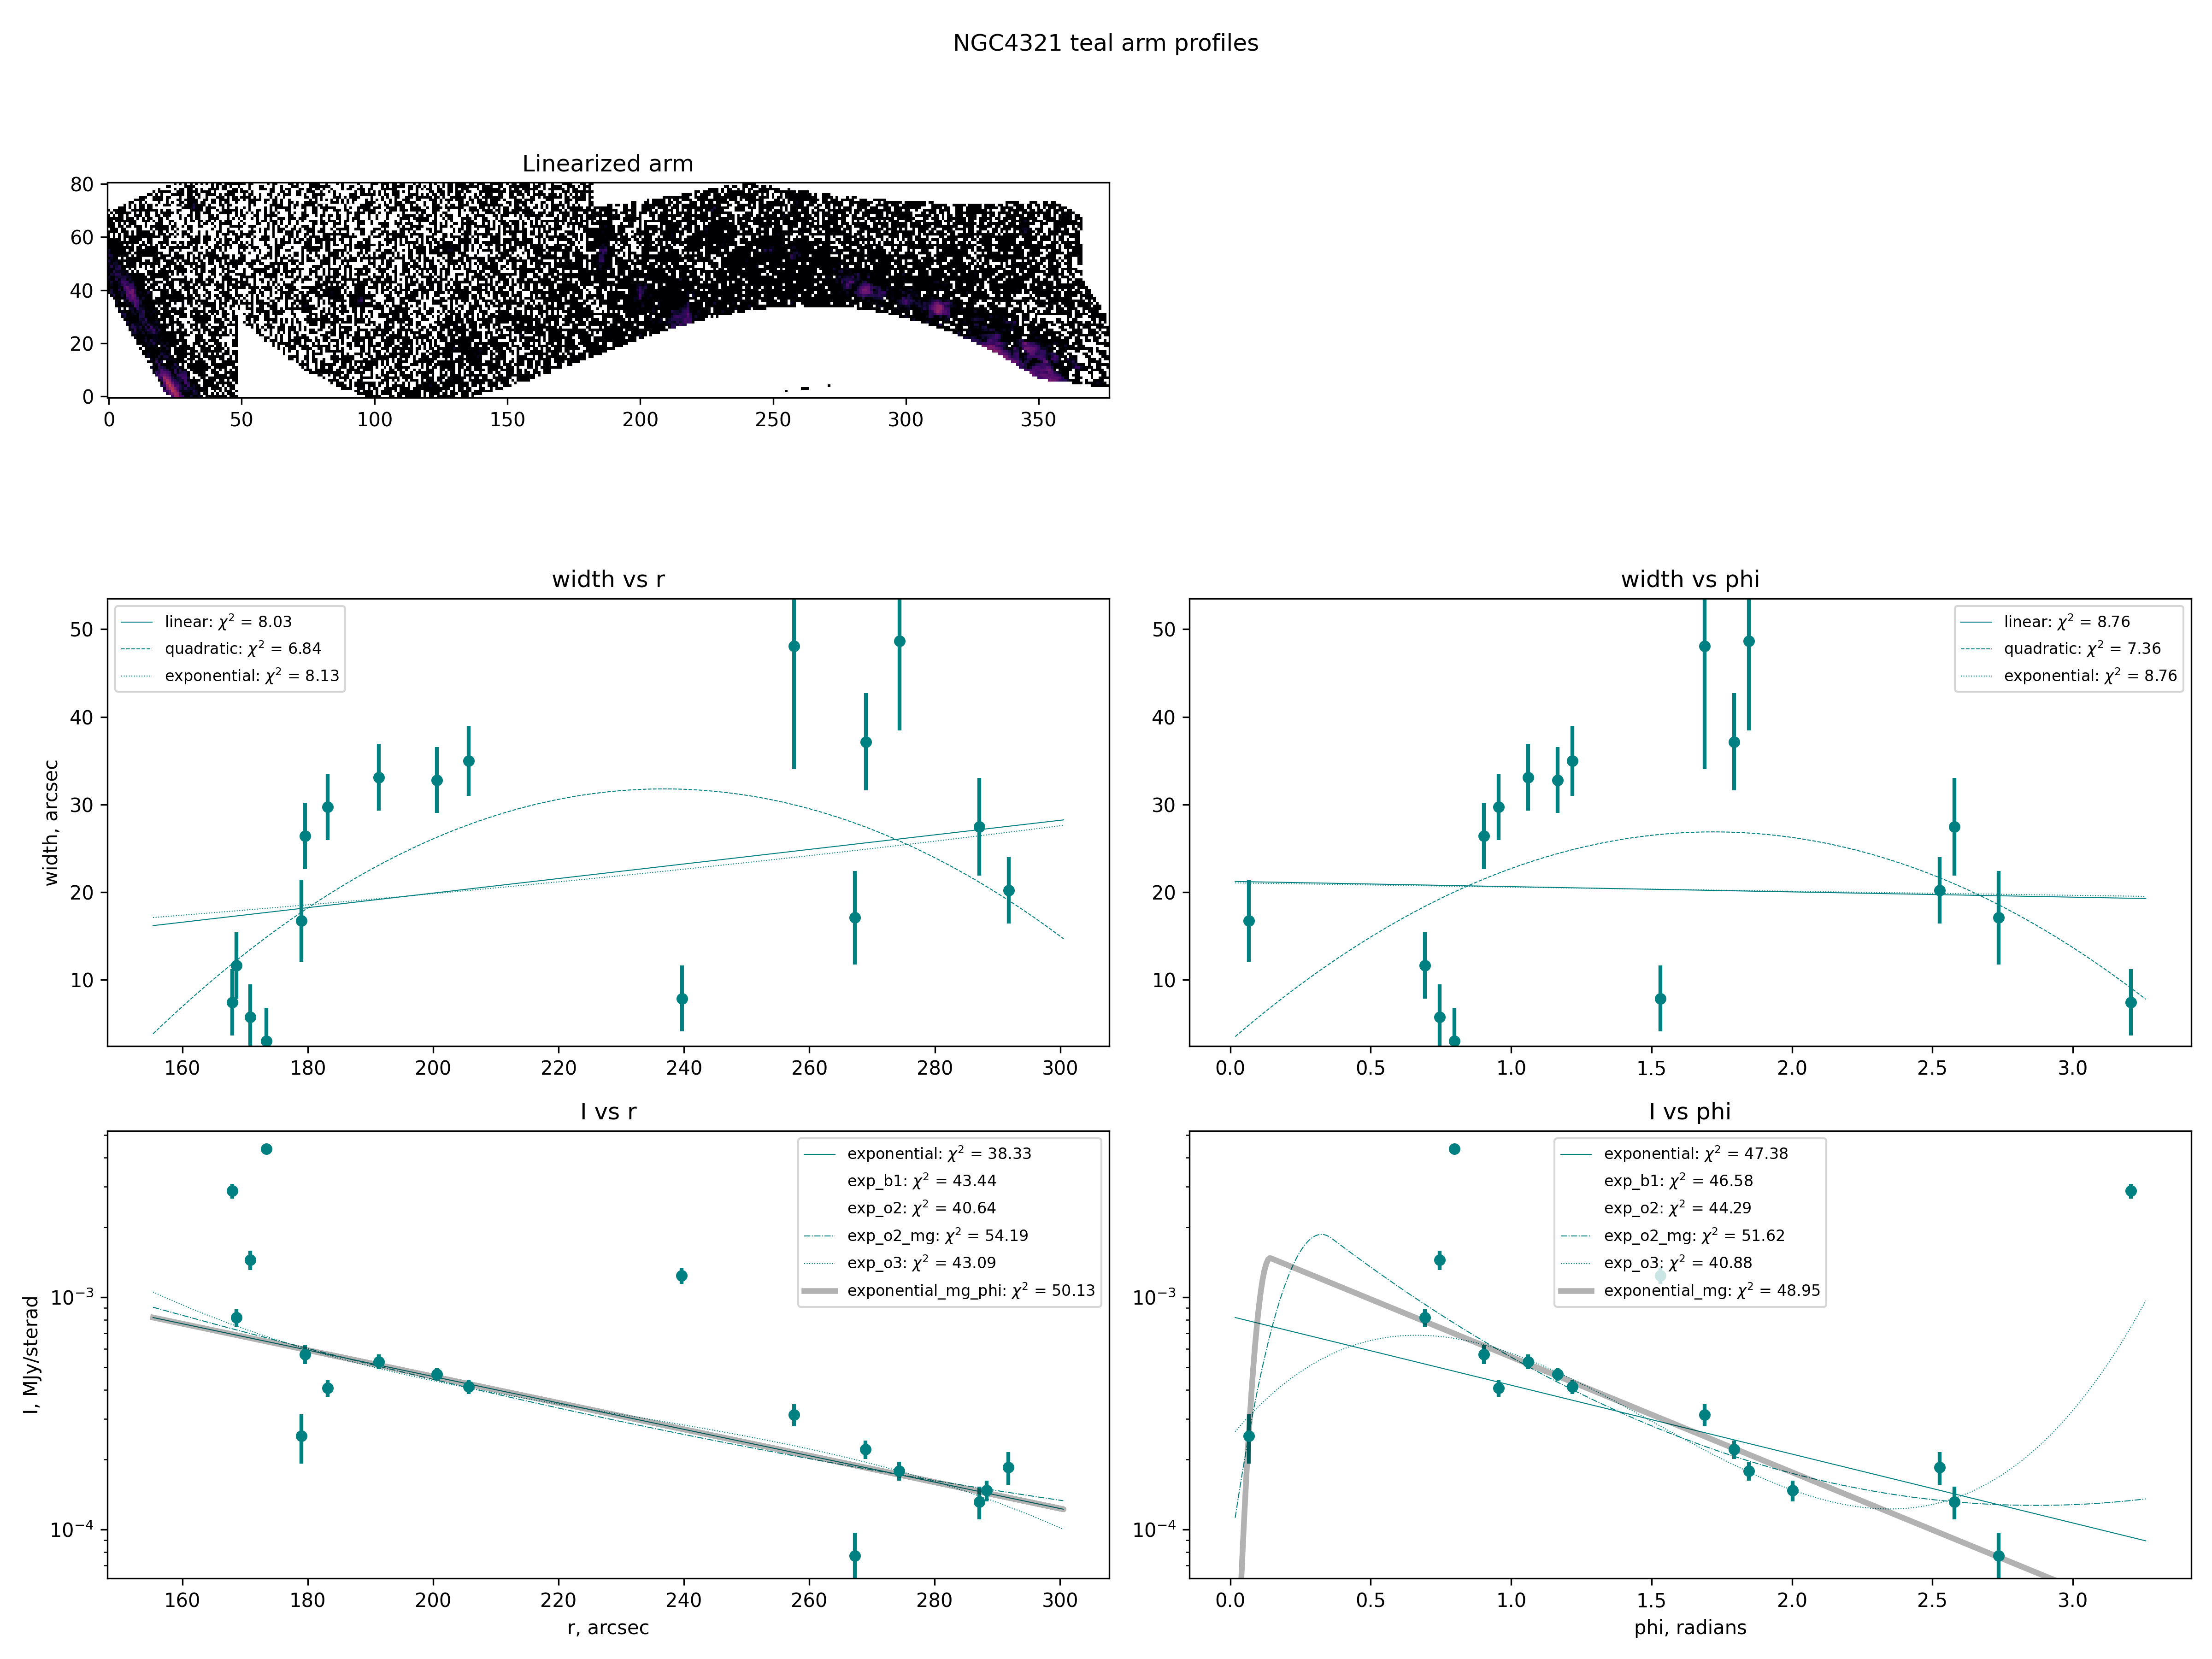 NGC4321 teal arm profiles
Linearized arm
80
60
40
20
0
0 50 100 150 200 250 300 350
width vs r
width, arcsec
50
40
30
20
10
linear: χ² = 8.03
quadratic: χ² = 6.84
exponential: χ² = 8.13
160 180 200 220 240 260 280 300
width vs phi
50
40
30
20
10
linear: χ² = 8.76
quadratic: χ² = 7.36
exponential: χ² = 8.76
0.0 0.5 1.0 1.5 2.0 2.5 3.0
I vs r
I, MJy/sterad
10⁻³
10⁻⁴
exponential: χ² = 38.33
exp_b1: χ² = 43.44
exp_o2: χ² = 40.64
exp_o2_mg: χ² = 54.19
exp_o3: χ² = 43.09
exponential_mg_phi: χ² = 50.13
160 180 200 220 240 260 280 300
r, arcsec
I vs phi
10⁻³
10⁻⁴
exponential: χ² = 47.38
exp_b1: χ² = 46.58
exp_o2: χ² = 44.29
exp_o2_mg: χ² = 51.62
exp_o3: χ² = 40.88
exponential_mg: χ² = 48.95
0.0 0.5 1.0 1.5 2.0 2.5 3.0
phi, radians